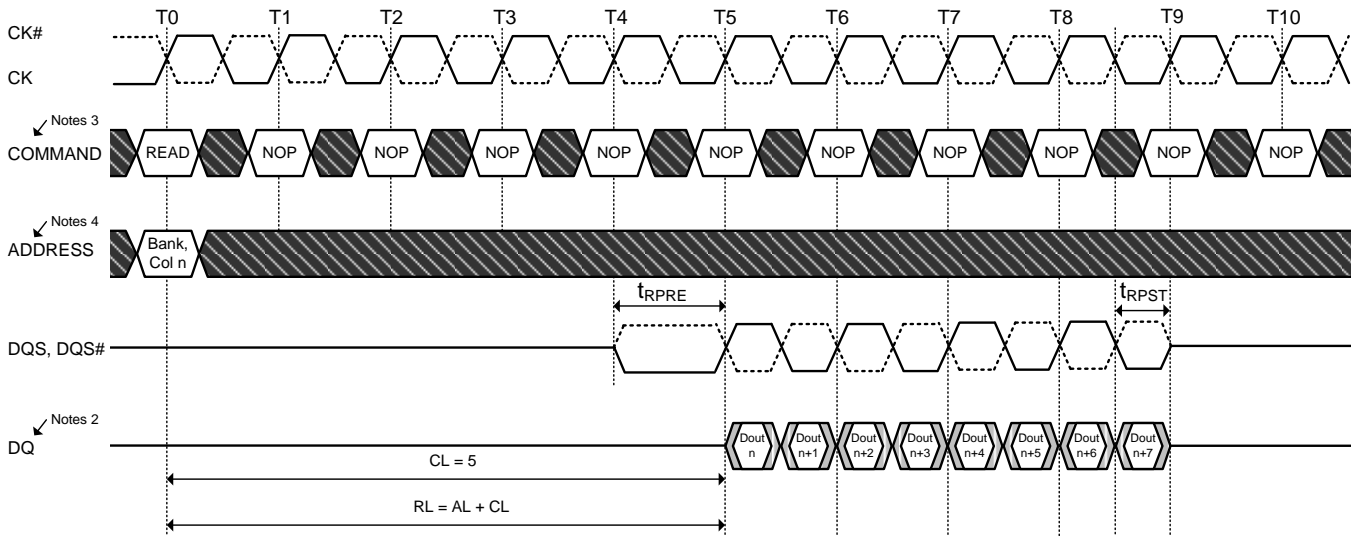 T0 T1 T2 T3 T4 T5 T6 T7 T8 T9 T10
CK#
CK
Notes 3
COMMAND READ NOP NOP NOP NOP NOP NOP NOP NOP NOP NOP
Notes 4
ADDRESS Bank,
Col n
tRPRE tRPST
DQS, DQS#
Notes 2
DQ Dout Dout Dout Dout Dout Dout Dout Dout
n n+1 n+2 n+3 n+4 n+5 n+6 n+7
CL = 5
RL = AL + CL